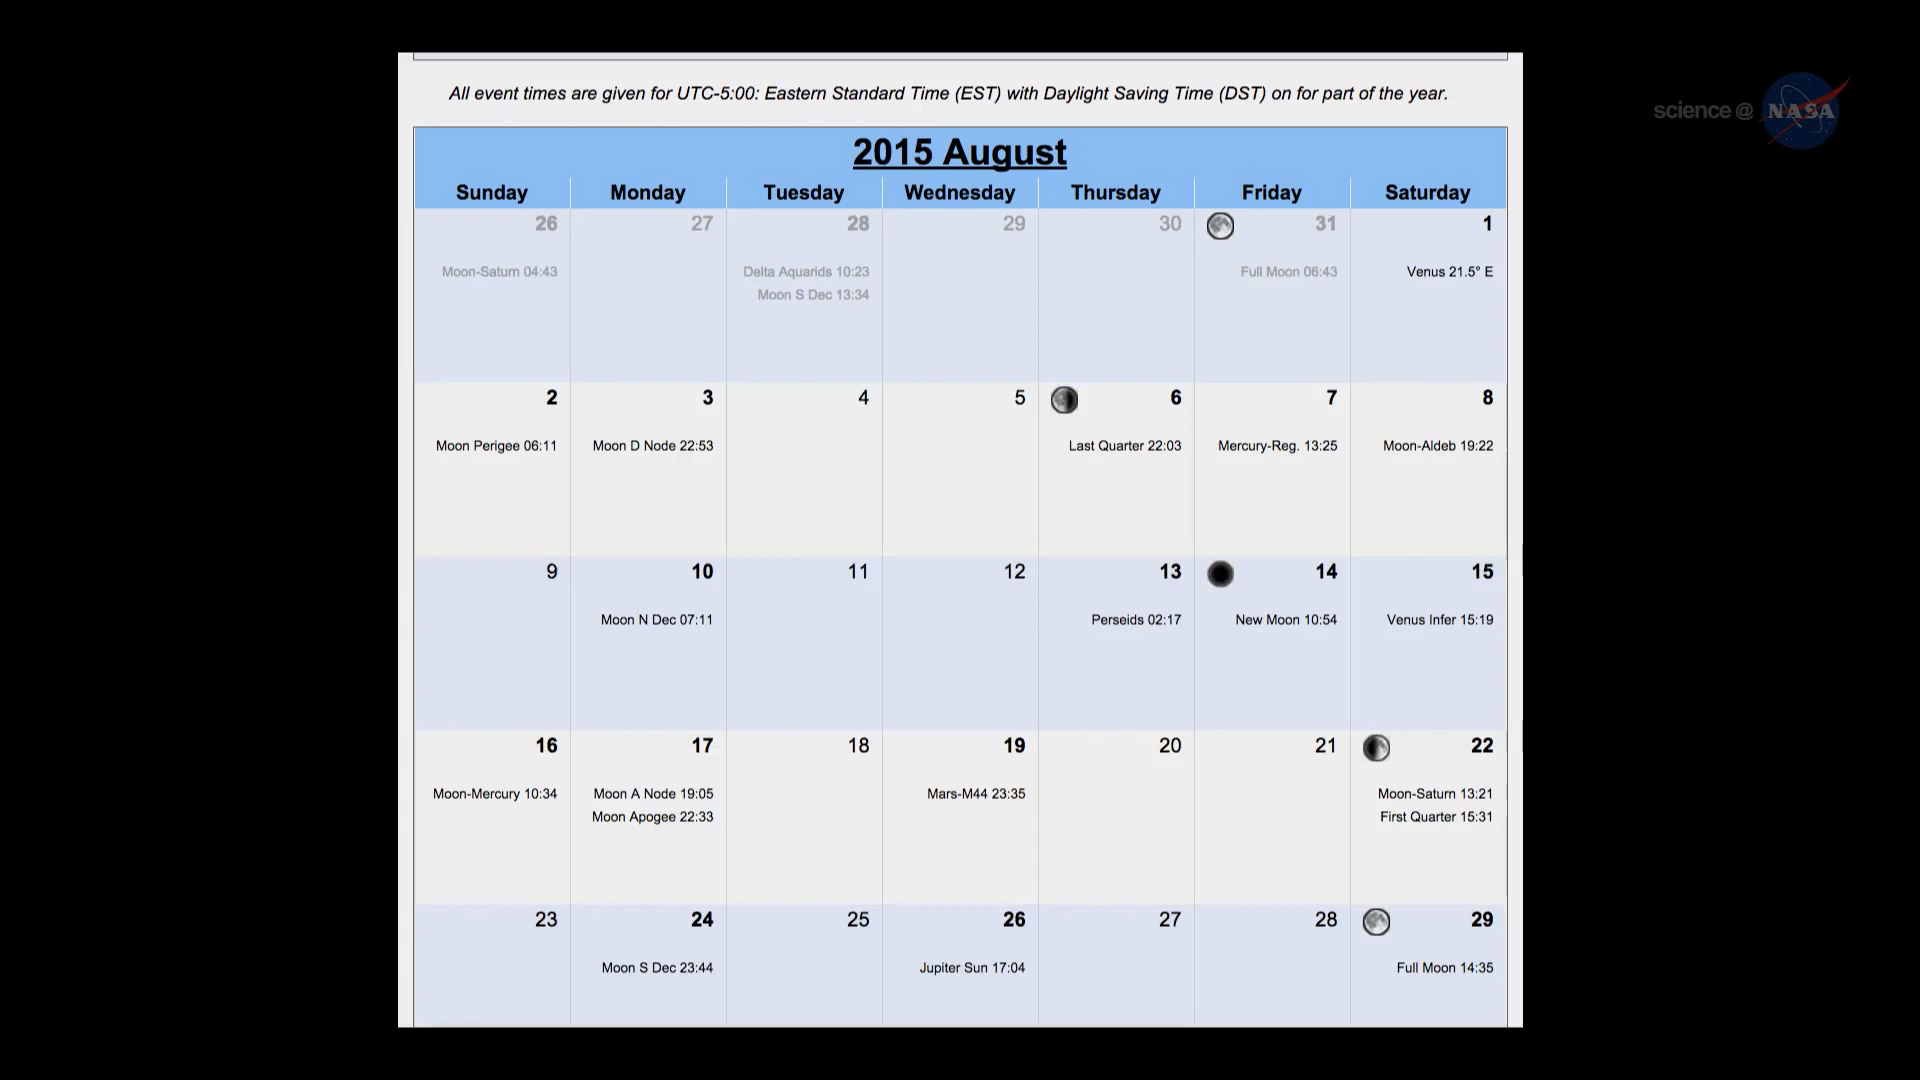 science @ NASA
All event times are given for UTC-5:00: Eastern Standard Time (EST) with Daylight Saving Time (DST) on for part of the year.
2015 August
Sunday Monday Tuesday Wednesday Thursday Friday Saturday
26 27 28 29 30 31 1
Moon-Saturn 04:43 Delta Aquarids 10:23 Full Moon 06:43 Venus 21.5° E
Moon S Dec 13:34
2 3 4 5 6 7 8
Moon Perigee 06:11 Moon D Node 22:53 Last Quarter 22:03 Mercury-Reg. 13:25 Moon-Aldeb 19:22
9 10 11 12 13 14 15
Moon N Dec 07:11 Perseids 02:17 New Moon 10:54 Venus Infer 15:19
16 17 18 19 20 21 22
Moon-Mercury 10:34 Moon A Node 19:05 Mars-M44 23:35 Moon-Saturn 13:21
Moon Apogee 22:33 First Quarter 15:31
23 24 25 26 27 28 29
Moon S Dec 23:44 Jupiter Sun 17:04 Full Moon 14:35